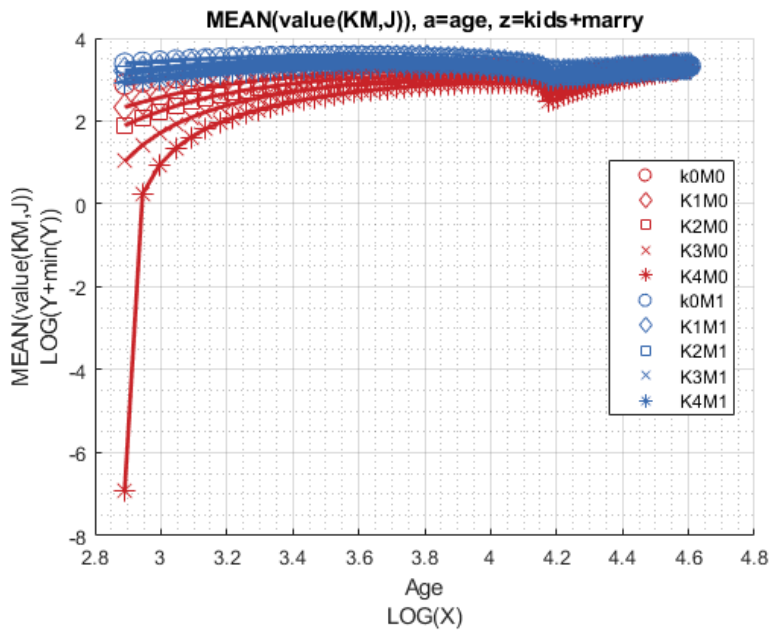 MEAN(value(KM,J)), a=age, z=kids+marry
4
2
0
-2
-4
-6
-8
MEAN(value(KM,J))
LOG(Y+min(Y))
k0M0
K1M0
K2M0
K3M0
K4M0
k0M1
K1M1
K2M1
K3M1
K4M1
2.8 3 3.2 3.4 3.6 3.8 4 4.2 4.4 4.6 4.8
Age
LOG(X)